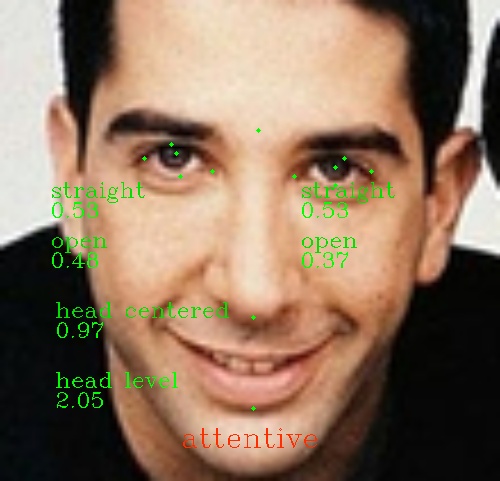 straight straight
0.53 0.53
open open
0.48 0.37
head centered
0.97
head level
2.05
attentive